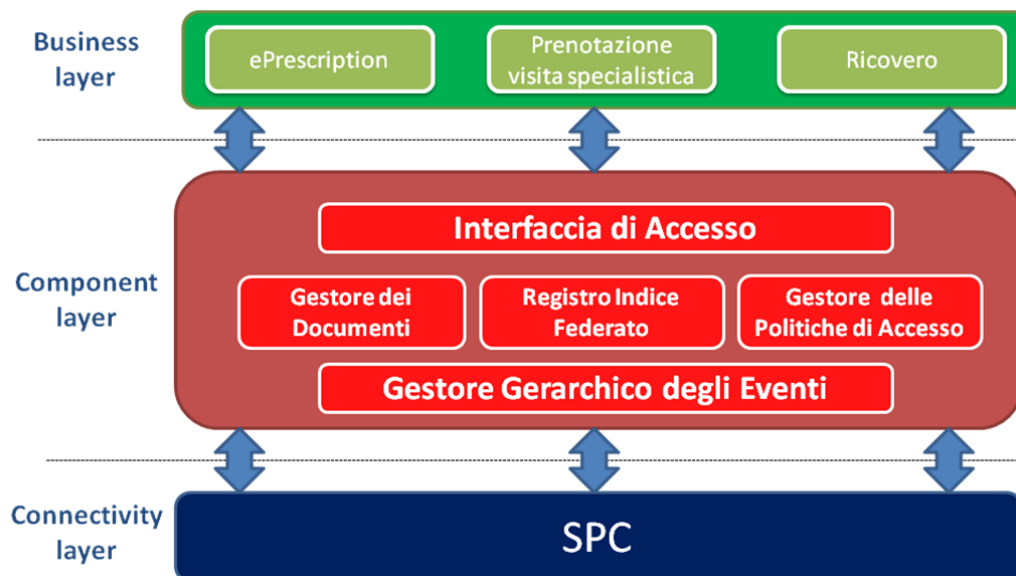 Business
layer
ePrescription
Prenotazione
visita specialistica
Ricovero
Component
layer
Interfaccia di Accesso
Gestore dei
Documenti
Registro Indice
Federato
Gestore delle
Politiche di Accesso
Gestore Gerarchico degli Eventi
Connectivity
layer
SPC